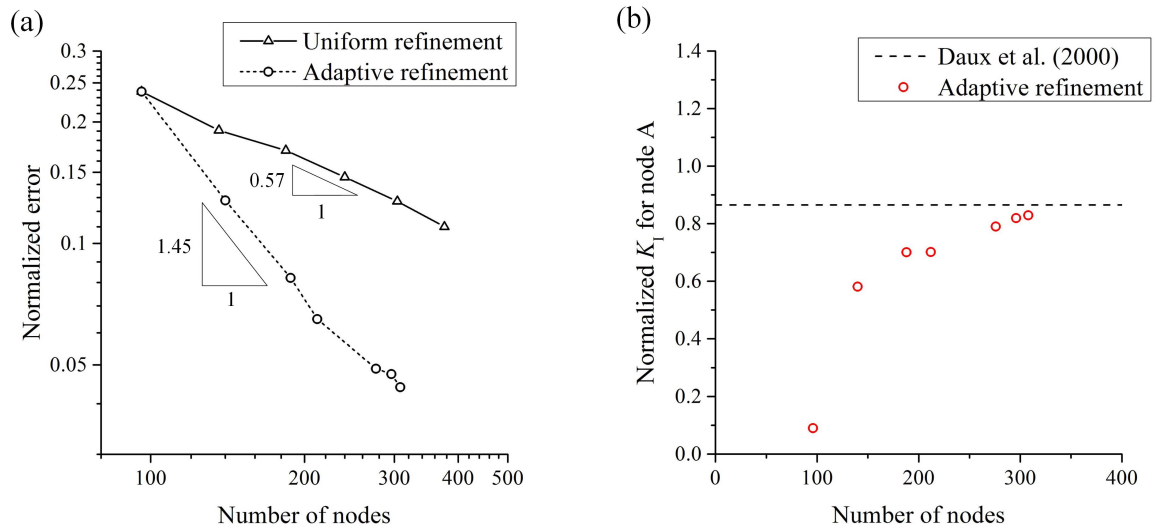 (a)
Uniform refinement
Adaptive refinement
0.3
0.25
0.2
0.15
0.1
0.05
Normalized error
0.57
1
1.45
1
100
200
300
400
500
Number of nodes
(b)
Daux et al. (2000)
Adaptive refinement
1.4
1.2
1.0
0.8
0.6
0.4
0.2
0.0
Normalized K_I for node A
0
100
200
300
400
Number of nodes